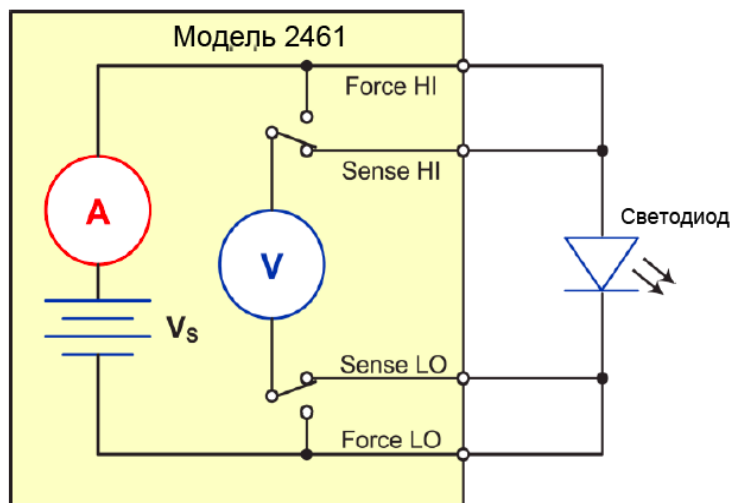 Модель 2461
Force HI
Sense HI
Светодиод
A
V
Vs
Sense LO
Force LO